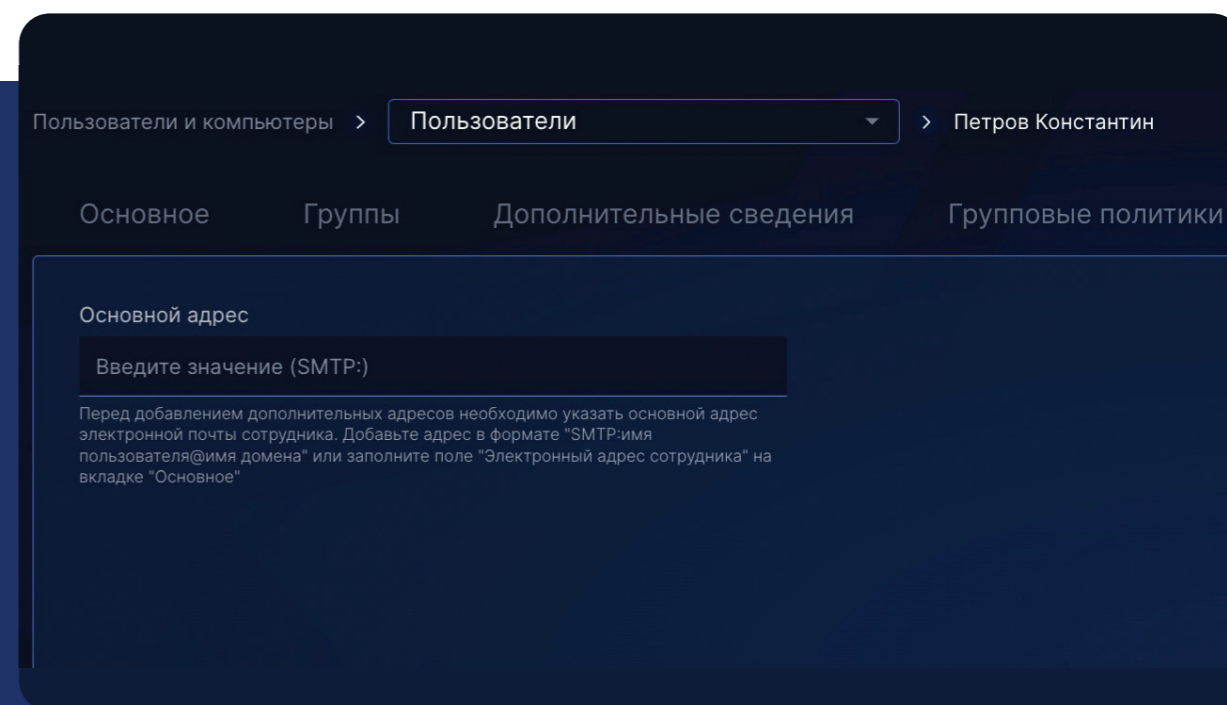 Пользователи и компьютеры > Пользователи > Петров Константин
Основное Группы Дополнительные сведения Групповые политики
Основной адрес
Введите значение (SMTP:)
Перед добавлением дополнительных адресов необходимо указать основной адрес
электронной почты сотрудника. Добавьте адрес в формате "SMTP:имя
пользователя@имя домена" или заполните поле "Электронный адрес сотрудника" на
вкладке "Основное"